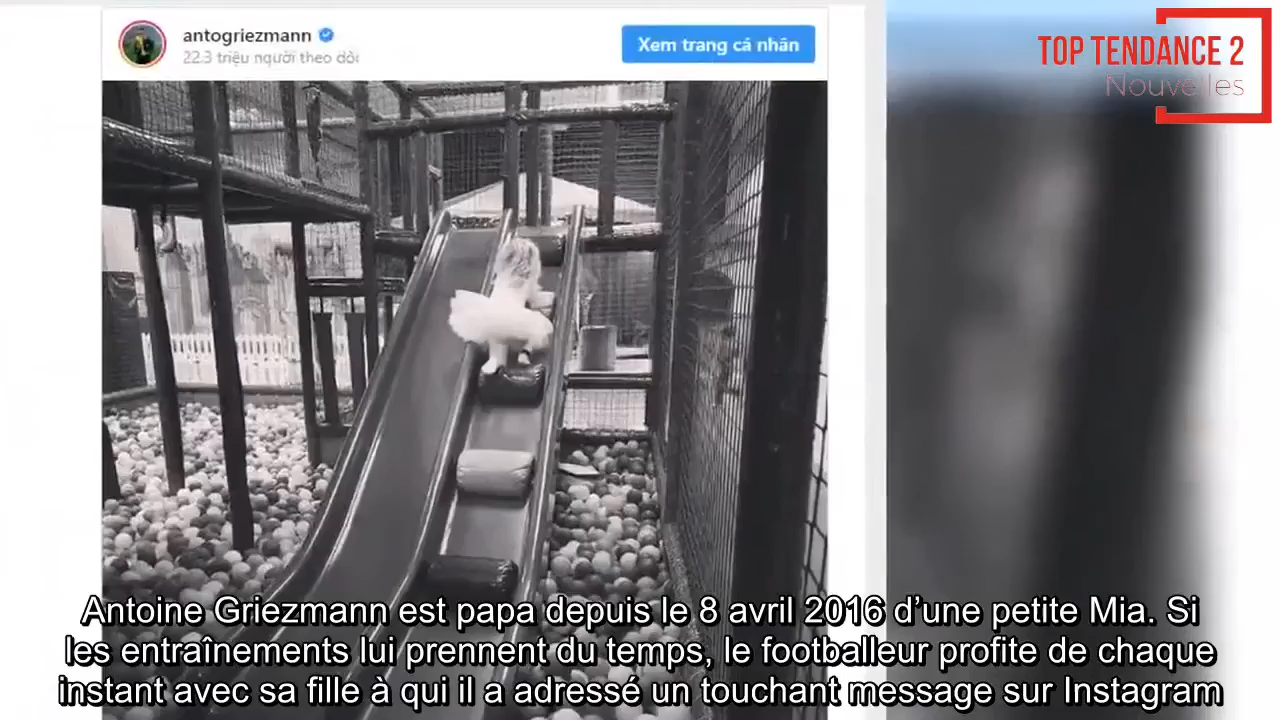 antogriezmann
22.3 triệu người theo dõi
Xem trang cá nhân
TOP TENDANCE 2
Nouvelles
Antoine Griezmann est papa depuis le 8 avril 2016 d’une petite Mia. Si
les entraînements lui prennent du temps, le footballeur profite de chaque
instant avec sa fille à qui il a adressé un touchant message sur Instagram